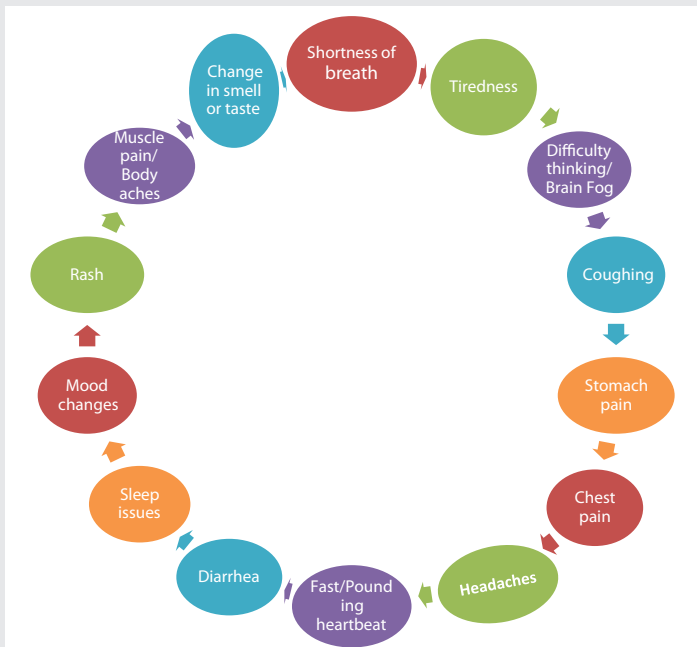 Shortness of
breath
Tiredness
Difficulty
thinking/
Brain Fog
Coughing
Stomach
pain
Chest
pain
Headaches
Fast/Pound
ing
heartbeat
Diarrhea
Sleep
issues
Mood
changes
Rash
Muscle
pain/
Body
aches
Change
in smell
or taste